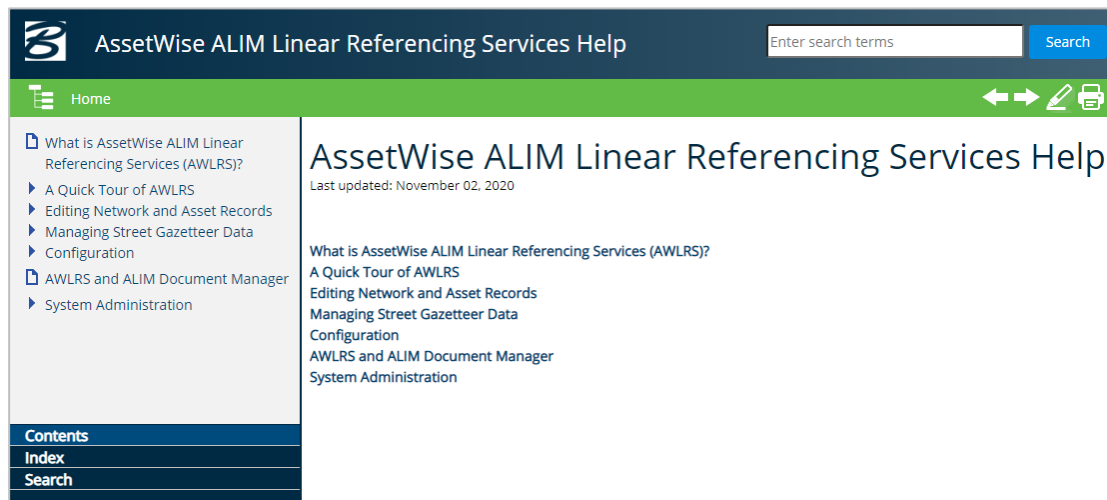 AssetWise ALIM Linear Referencing Services Help
Enter search terms
Search
Home
What is AssetWise ALIM Linear
Referencing Services (AWLRS)?
A Quick Tour of AWLRS
Editing Network and Asset Records
Managing Street Gazetteer Data
Configuration
AWLRS and ALIM Document Manager
System Administration
Contents
Index
Search
AssetWise ALIM Linear Referencing Services Help
Last updated: November 02, 2020
What is AssetWise ALIM Linear Referencing Services (AWLRS)?
A Quick Tour of AWLRS
Editing Network and Asset Records
Managing Street Gazetteer Data
Configuration
AWLRS and ALIM Document Manager
System Administration